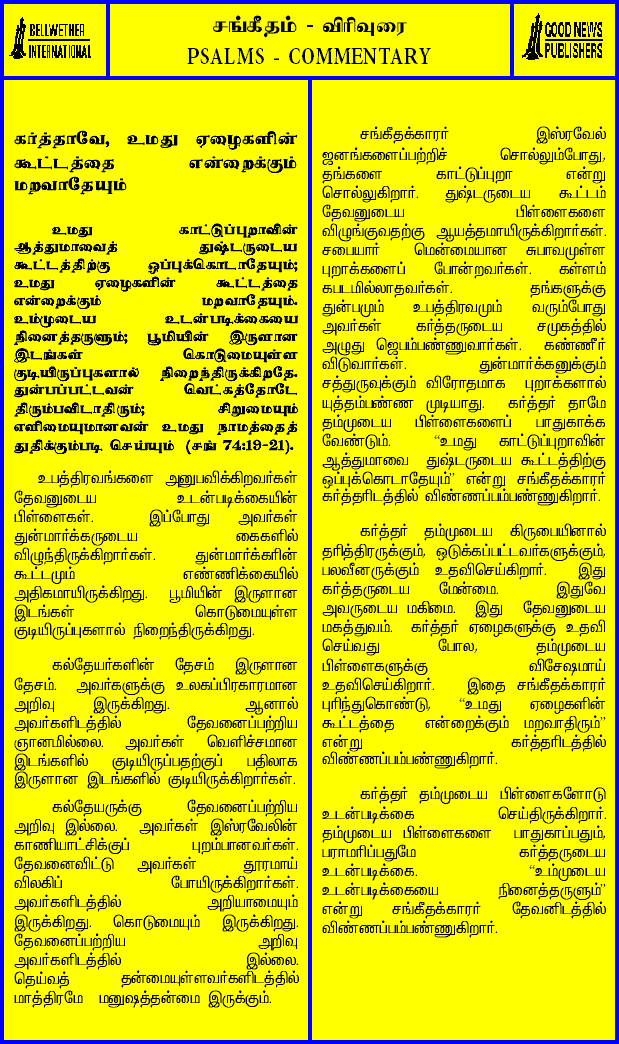 BELLWETHER
INTERNATIONAL
சங்கீதம் - விரிவுரை
PSALMS - COMMENTARY
GOOD NEWS
PUBLISHERS
கர்த்தாவே, உமது ஏழைகளின்
கூட்டத்தை என்றைக்கும்
மறவாதேயும்
உமது காட்டுப்புறாவின்
ஆத்துமாவைத் துஷ்டருடைய
கூட்டத்திற்கு ஒப்புக்கொடாதேயும்;
உமது ஏழைகளின் கூட்டத்தை
என்றைக்கும் மறவாதேயும்.
உம்முடைய உடன்படிக்கையை
நினைத்தருளும்; பூமியின் இருளான
இடங்கள் கொடுமையுள்ள
குடியிருப்புகளால் நிறைந்திருக்கிறதே.
துன்பப்பட்டவன் வெட்கத்தோடே
திரும்பவிடாதிரும்; சிறுமையும்
எளிமையுமானவன் உமது நாமத்தைத்
துதிக்கும்படி செய்யும் (சங் 74:19-21).
உபத்திரவங்களை அனுபவிக்கிறவர்கள்
தேவனுடைய உடன்படிக்கையின்
பிள்ளைகள். இப்போது அவர்கள்
துன்மார்க்கருடைய கைகளில்
விழுந்திருக்கிறார்கள். துன்மார்க்கரின்
கூட்டமும் எண்ணிக்கையில்
அதிகமாயிருக்கிறது. பூமியின் இருளான
இடங்கள் கொடுமையுள்ள
குடியிருப்புகளால் நிறைந்திருக்கிறது.
கல்தேயர்களின் தேசம் இருளான
தேசம். அவர்களுக்கு உலகப்பிரகாரமான
அறிவு இருக்கிறது. ஆனால்
அவர்களிடத்தில் தேவனைப்பற்றிய
ஞானமில்லை. அவர்கள் வெளிச்சமான
இடங்களில் குடியிருப்பதற்குப் பதிலாக
இருளான இடங்களில் குடியிருக்கிறார்கள்.
கல்தேயருக்கு தேவனைப்பற்றிய
அறிவு இல்லை. அவர்கள் இஸ்ரவேலின்
காணியாட்சிக்குப் புறம்பானவர்கள்.
தேவனைவிட்டு அவர்கள் தூரமாய்
விலகிப் போயிருக்கிறார்கள்.
அவர்களிடத்தில் அறியாமையும்
இருக்கிறது. கொடுமையும் இருக்கிறது.
தேவனைப்பற்றிய அறிவு
அவர்களிடத்தில் இல்லை.
தெய்வத் தன்மையுள்ளவர்களிடத்தில்
மாத்திரமே மனுஷத்தன்மை இருக்கும்.
சங்கீதக்காரர் இஸ்ரவேல்
ஜனங்களைப்பற்றிச் சொல்லும்போது,
தங்களை காட்டுப்புறா என்று
சொல்லுகிறார். துஷ்டருடைய கூட்டம்
தேவனுடைய பிள்ளைகளை
விழுங்குவதற்கு ஆயத்தமாயிருக்கிறார்கள்.
சபையார் மென்மையான சுபாவமுள்ள
புறாக்களைப் போன்றவர்கள். கள்ளம்
கபடமில்லாதவர்கள். தங்களுக்கு
துன்பமும் உபத்திரவமும் வரும்போது
அவர்கள் கர்த்தருடைய சமுகத்தில்
அழுது ஜெபம்பண்ணுவார்கள். கண்ணீர்
விடுவார்கள். துன்மார்க்கனுக்கும்
சத்துருவுக்கும் விரோதமாக புறாக்களால்
யுத்தம்பண்ண முடியாது. கர்த்தர் தாமே
தம்முடைய பிள்ளைகளைப் பாதுகாக்க
வேண்டும். “உமது காட்டுப்புறாவின்
ஆத்துமாவை துஷ்டருடைய கூட்டத்திற்கு
ஒப்புக்கொடாதேயும்” என்று சங்கீதக்காரர்
கர்த்தரிடத்தில் விண்ணப்பம்பண்ணுகிறார்.
கர்த்தர் தம்முடைய கிருபையினால்
தரித்திரருக்கும், ஒடுக்கப்பட்டவர்களுக்கும்,
பலவீனருக்கும் உதவிசெய்கிறார். இது
கர்த்தருடைய மேன்மை. இதுவே
அவருடைய மகிமை. இது தேவனுடைய
மகத்துவம். கர்த்தர் ஏழைகளுக்கு உதவி
செய்வது போல, தம்முடைய
பிள்ளைகளுக்கு விசேஷமாய்
உதவிசெய்கிறார். இதை சங்கீதக்காரர்
புரிந்துகொண்டு, “உமது ஏழைகளின்
கூட்டத்தை என்றைக்கும் மறவாதிரும்”
என்று கர்த்தரிடத்தில்
விண்ணப்பம்பண்ணுகிறார்.
கர்த்தர் தம்முடைய பிள்ளைகளோடு
உடன்படிக்கை செய்திருக்கிறார்.
தம்முடைய பிள்ளைகளை பாதுகாப்பதும்,
பராமரிப்பதுமே கர்த்தருடைய
உடன்படிக்கை. “உம்முடைய
உடன்படிக்கையை நினைத்தருளும்”
என்று சங்கீதக்காரர் தேவனிடத்தில்
விண்ணப்பம்பண்ணுகிறார்.